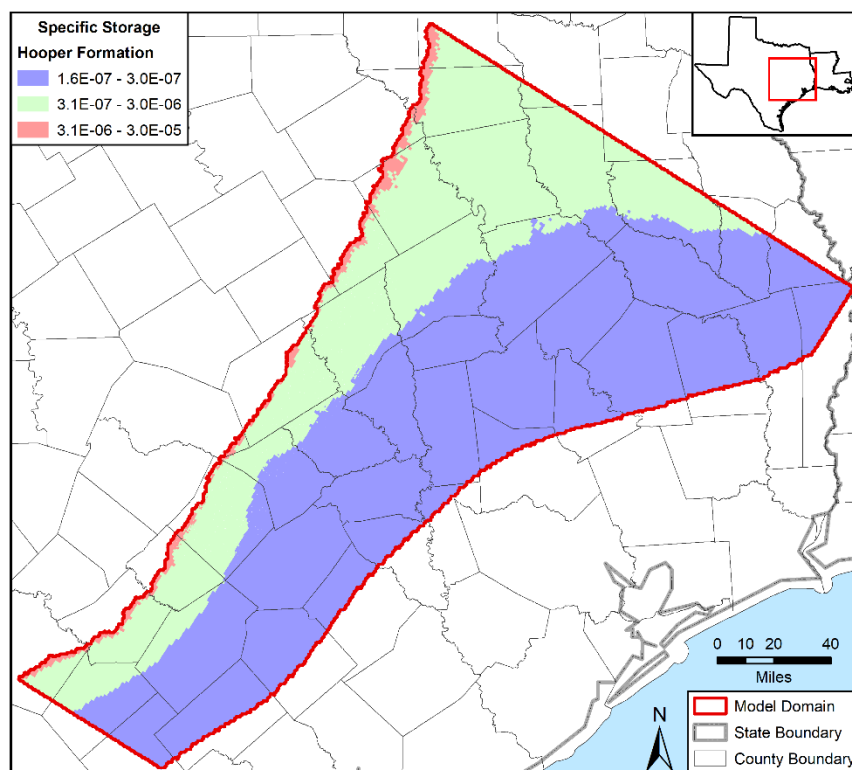 Specific Storage
Hooper Formation
1.6E-07 - 3.0E-07
3.1E-07 - 3.0E-06
3.1E-06 - 3.0E-05
0 10 20 40
Miles
N
Model Domain
State Boundary
County Boundary